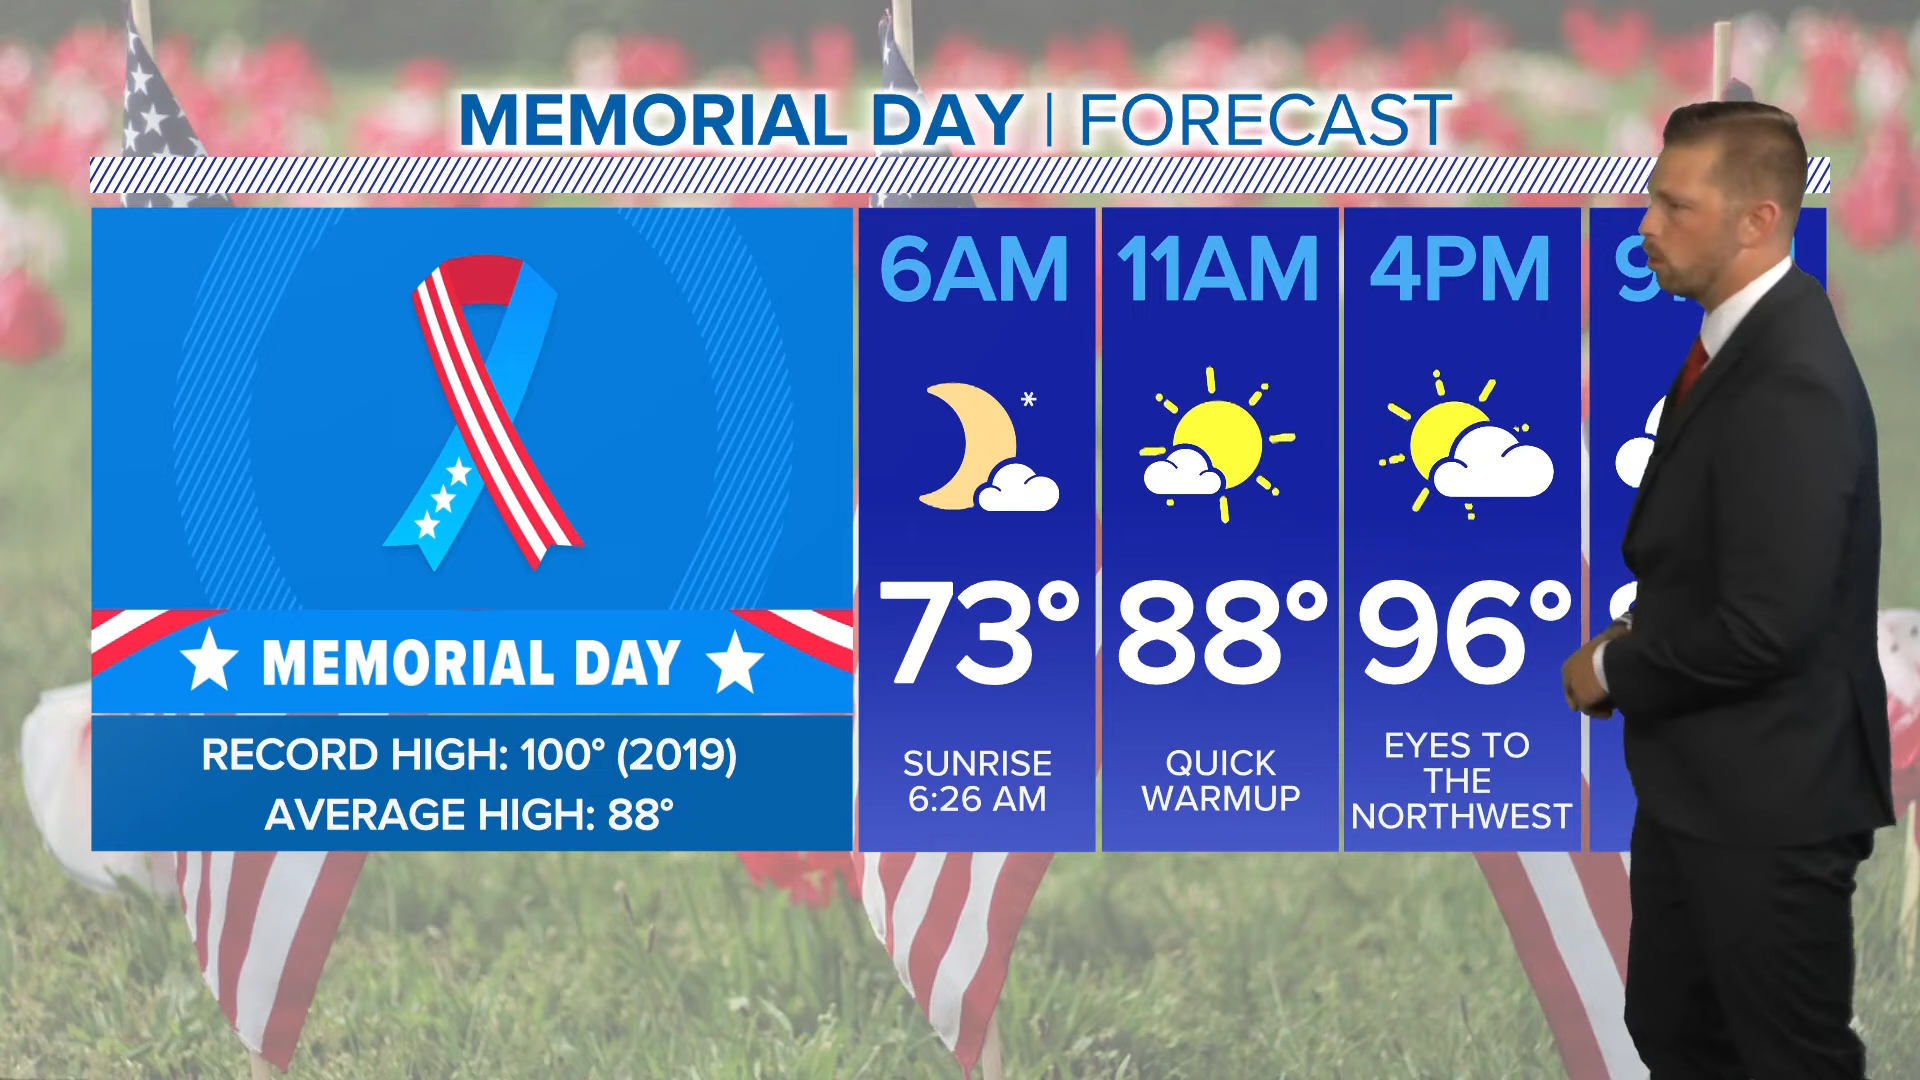 MEMORIAL DAY | FORECAST
6AM
73°
SUNRISE
6:26 AM
11AM
88°
QUICK
WARMUP
4PM
96°
EYES TO
THE
NORTHWEST
MEMORIAL DAY
RECORD HIGH: 100° (2019)
AVERAGE HIGH: 88°